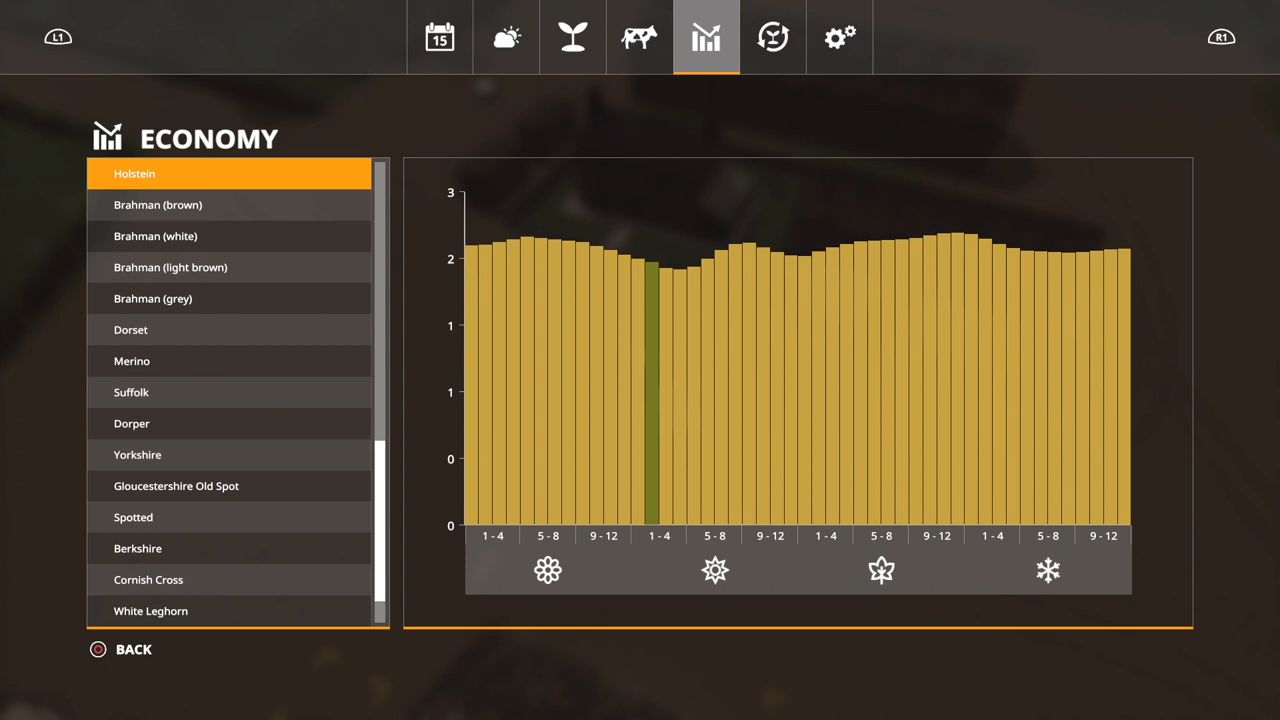 L1
15
R1
ECONOMY
Holstein
Brahman (brown)
Brahman (white)
Brahman (light brown)
Brahman (grey)
Dorset
Merino
Suffolk
Dorper
Yorkshire
Gloucestershire Old Spot
Spotted
Berkshire
Cornish Cross
White Leghorn
BACK
3
2
1
1
0
0
1 - 4 5 - 8 9 - 12 1 - 4 5 - 8 9 - 12 1 - 4 5 - 8 9 - 12 1 - 4 5 - 8 9 - 12